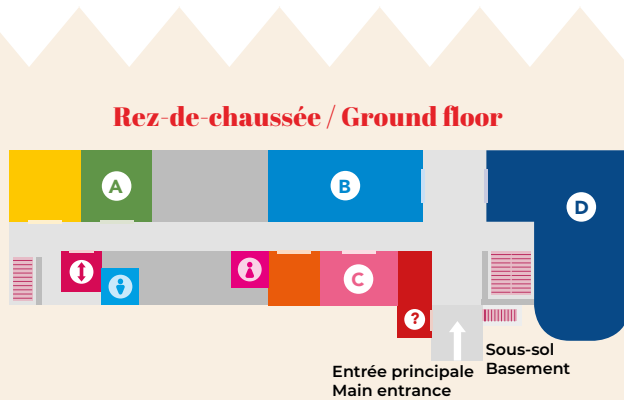 Rez-de-chaussée / Ground floor
A
B
D
C
?
Entrée principale
Main entrance
Sous-sol
Basement